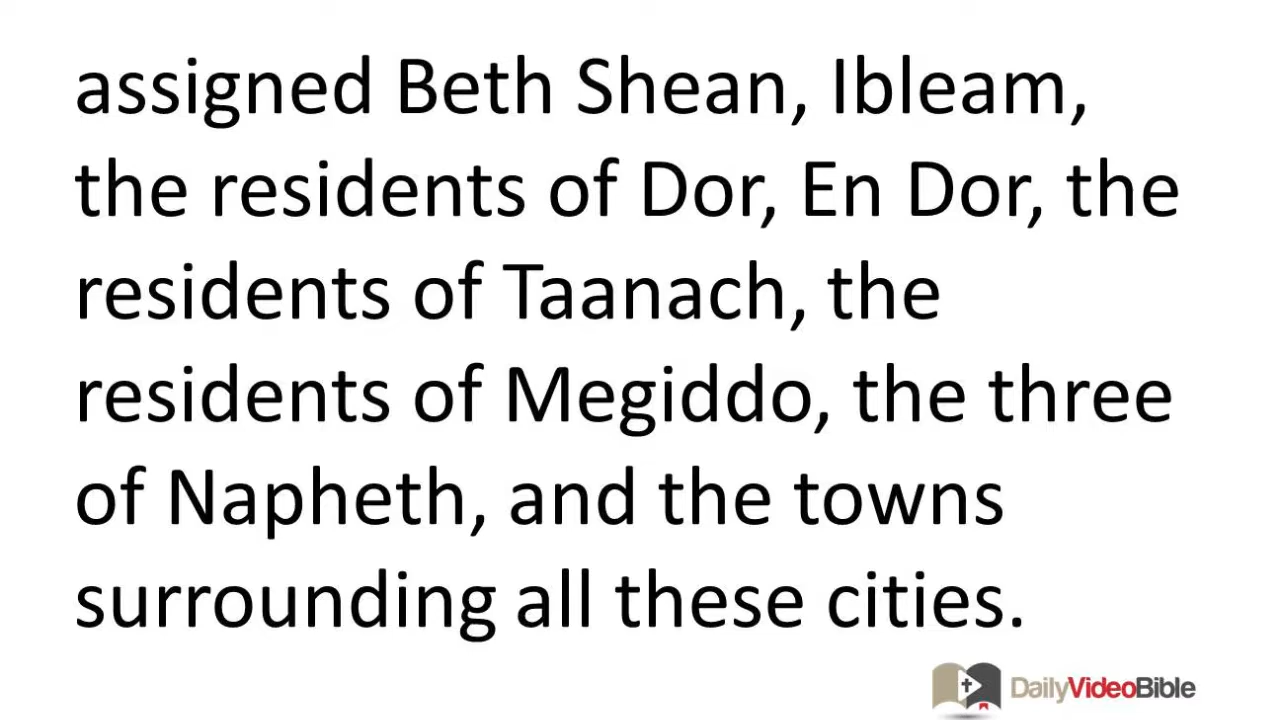 assigned Beth Shean, Ibleam,
the residents of Dor, En Dor, the
residents of Taanach, the
residents of Megiddo, the three
of Napheth, and the towns
surrounding all these cities.
DailyVideoBible